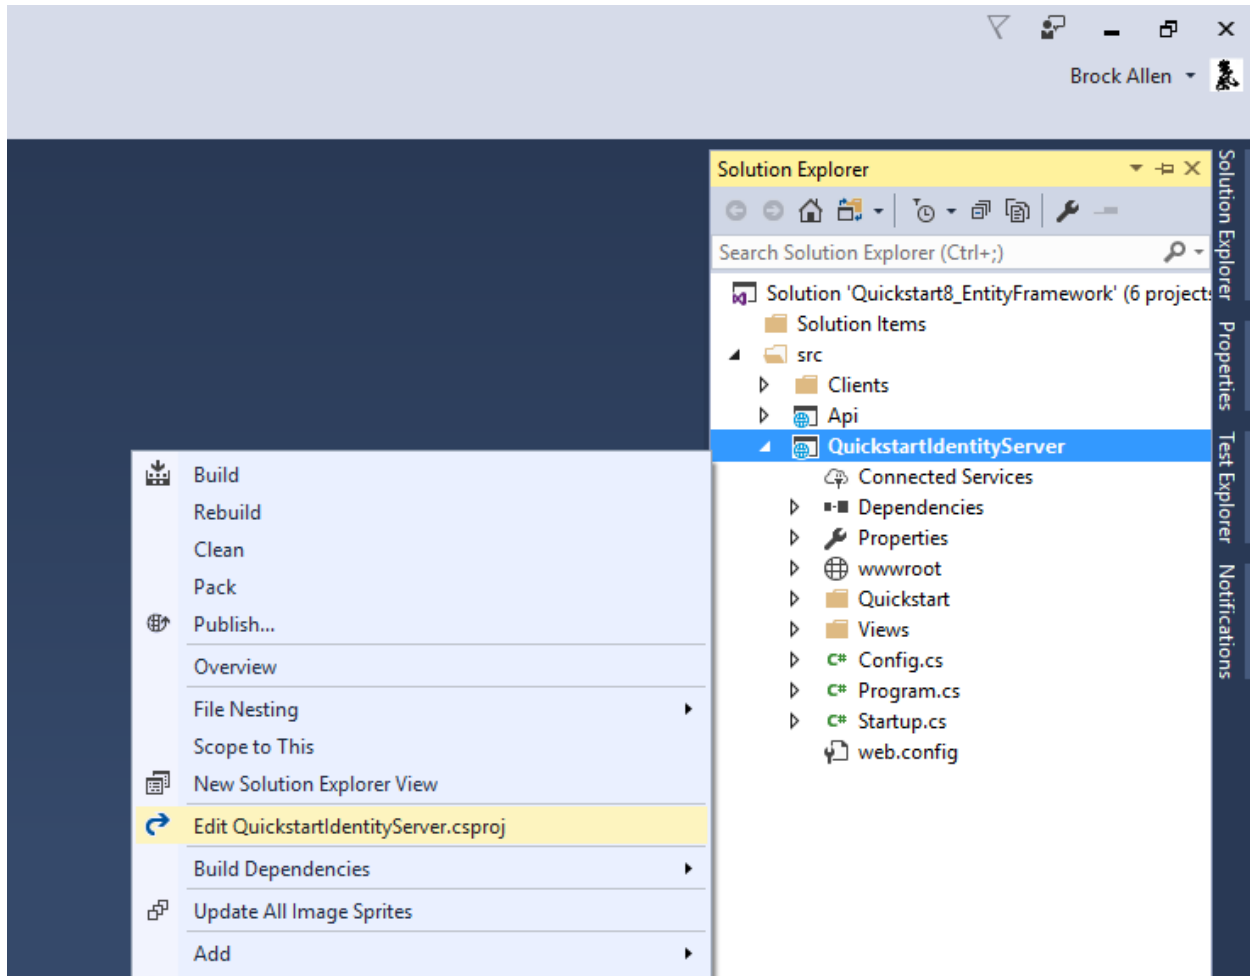 Brock Allen
Solution Explorer
Search Solution Explorer (Ctrl+;)
Solution 'Quickstart8_EntityFramework' (6 projects
Solution Items
src
Clients
Api
QuickstartIdentityServer
Connected Services
Dependencies
Properties
wwwroot
Quickstart
Views
C# Config.cs
C# Program.cs
C# Startup.cs
web.config
Build
Rebuild
Clean
Pack
Publish...
Overview
File Nesting
Scope to This
New Solution Explorer View
Edit QuickstartIdentityServer.csproj
Build Dependencies
Update All Image Sprites
Add
Solution Explorer
Properties
Test Explorer
Notifications